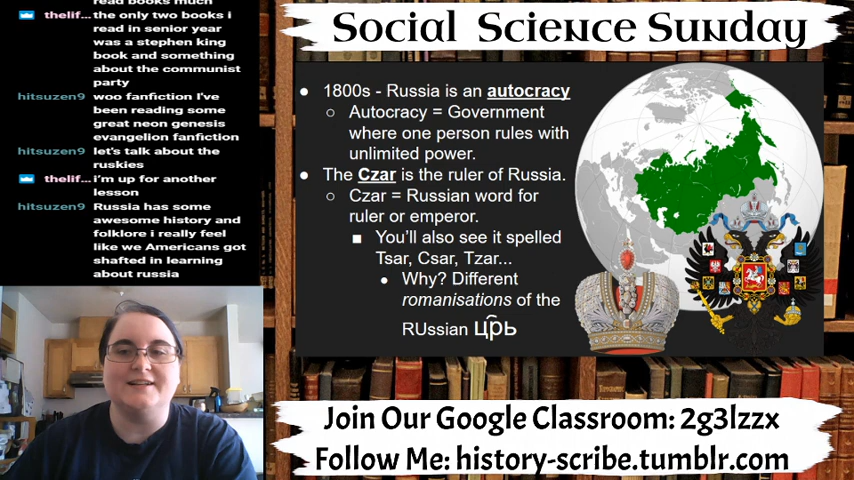 read books much
thelif... the only two books i
read in senior year
was a stephen king
book and something
about the communist
party
hitsuzen9 woo fanfiction I've
been reading some
great neon genesis
evangelion fanfiction
hitsuzen9 let's talk about the
ruskies
thelif... i'm up for another
lesson
hitsuzen9 Russia has some
awesome history and
folklore i really feel
like we Americans got
shafted in learning
about russia
Social Science Sunday
● 1800s - Russia is an autocracy
○ Autocracy = Government
where one person rules with
unlimited power.
● The Czar is the ruler of Russia.
○ Czar = Russian word for
ruler or emperor.
■ You'll also see it spelled
Tsar, Csar, Tzar...
● Why? Different
romanisations of the
RUssian цр҃ь
Join Our Google Classroom: 2g3lzzx
Follow Me: history-scribe.tumblr.com